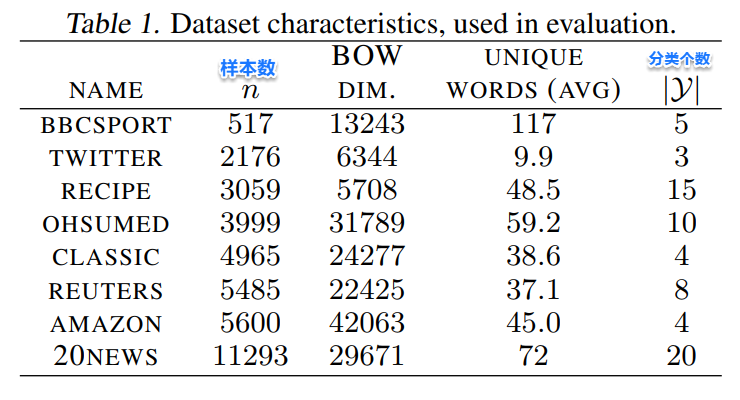 Table 1. Dataset characteristics, used in evaluation.
样本数 BOW UNIQUE 分类个数
NAME n DIM. WORDS (AVG) |𝒴|
BBCSPORT 517 13243 117 5
TWITTER 2176 6344 9.9 3
RECIPE 3059 5708 48.5 15
OHSUMED 3999 31789 59.2 10
CLASSIC 4965 24277 38.6 4
REUTERS 5485 22425 37.1 8
AMAZON 5600 42063 45.0 4
20NEWS 11293 29671 72 20